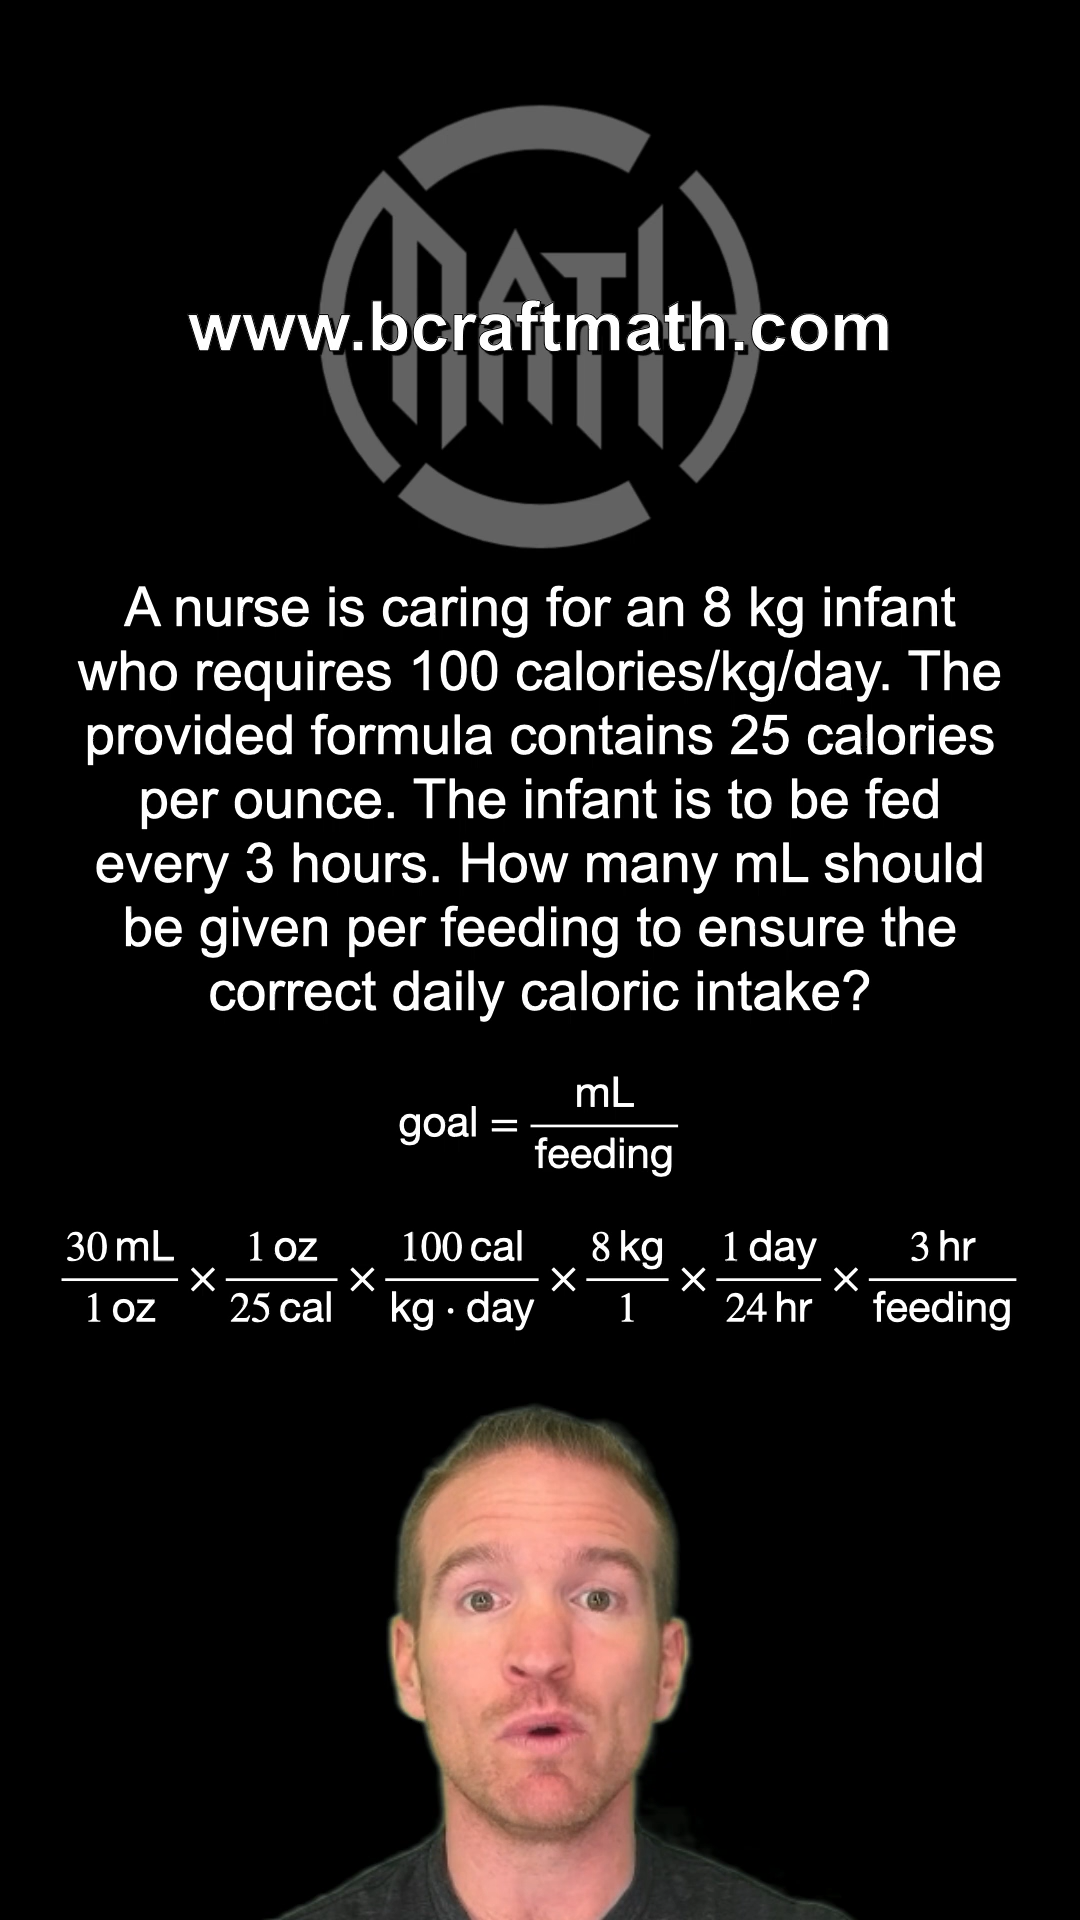 MATH
www.bcraftmath.com
A nurse is caring for an 8 kg infant
who requires 100 calories/kg/day. The
provided formula contains 25 calories
per ounce. The infant is to be fed
every 3 hours. How many mL should
be given per feeding to ensure the
correct daily caloric intake?
goal = mL / feeding
30 mL / 1 oz × 1 oz / 25 cal × 100 cal / kg · day × 8 kg / 1 × 1 day / 24 hr × 3 hr / feeding